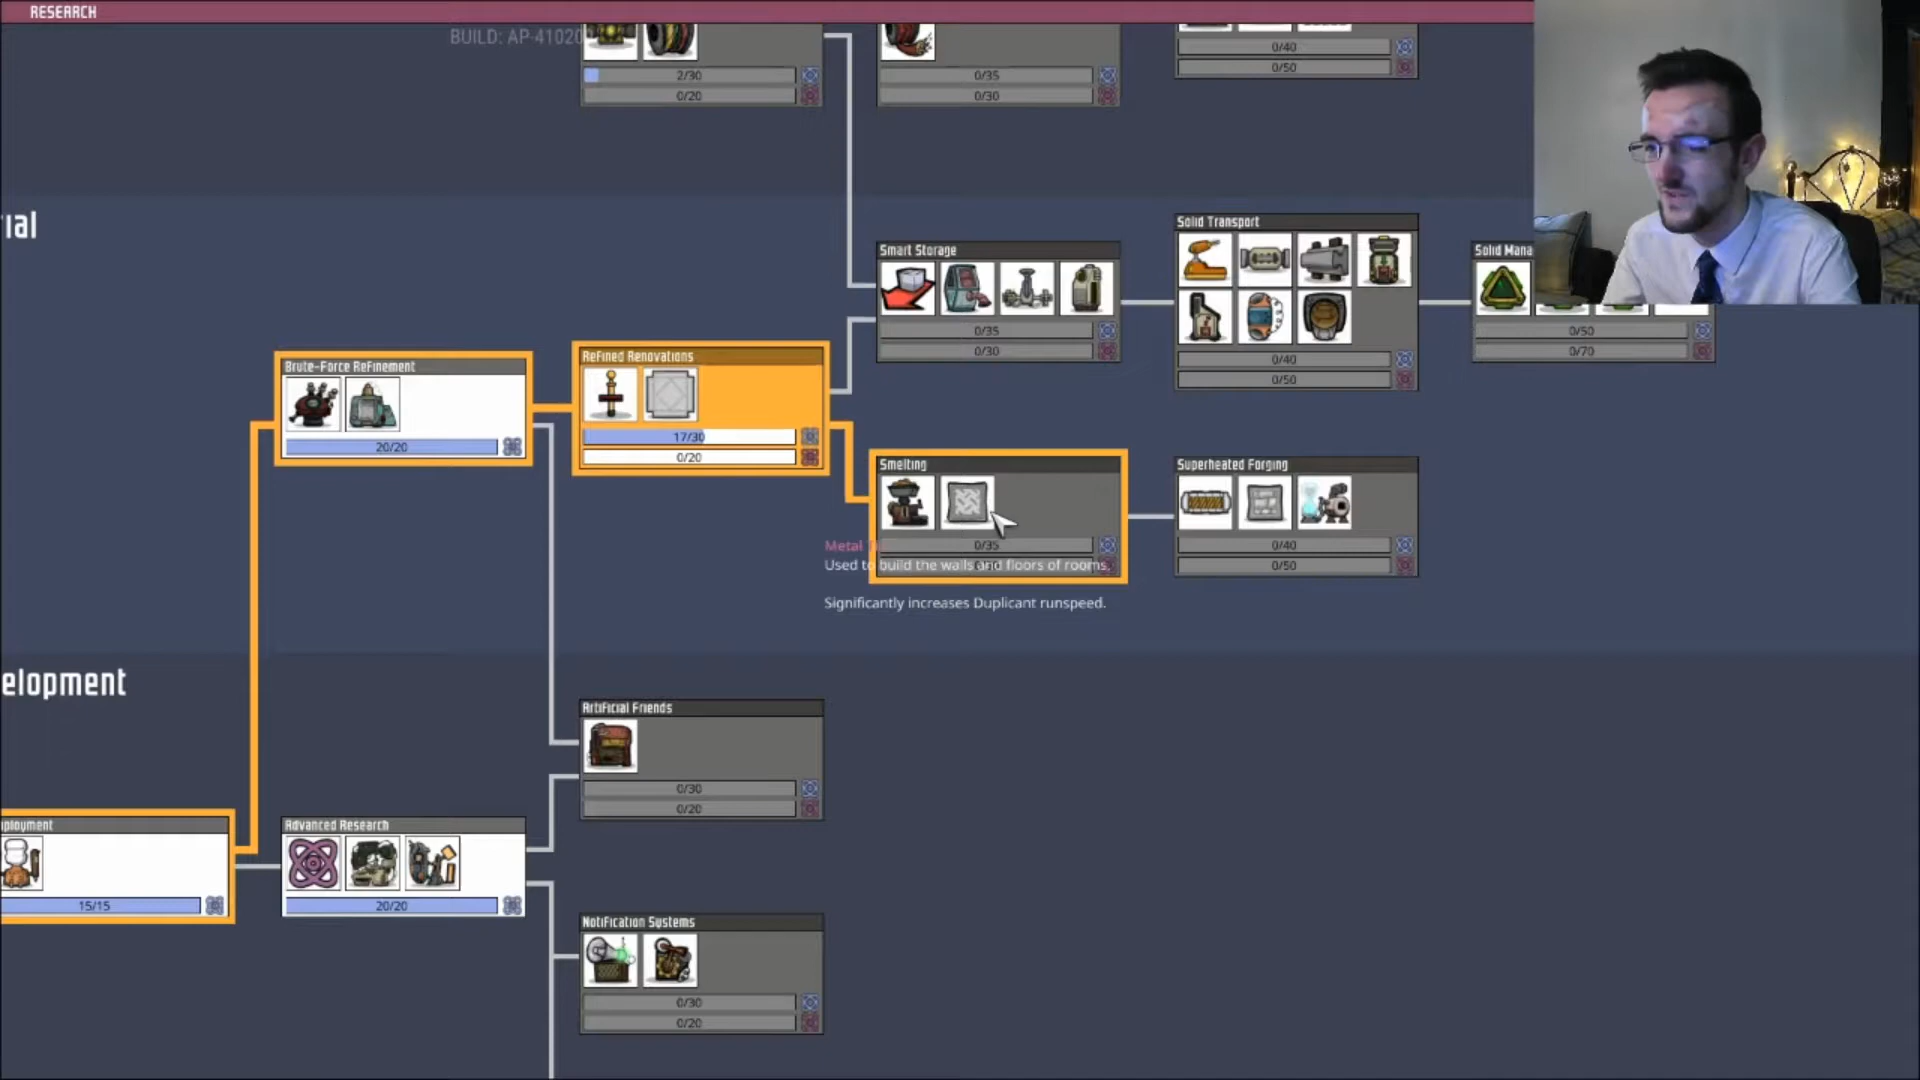 RESEARCH
BUILD: AP-41020
2/30
0/20
0/35
0/30
0/40
0/50
ial
Smart Storage
0/35
0/30
Solid Transport
0/40
0/50
Solid Mana
0/50
0/70
Brute-Force Refinement
20/20
Refined Renovations
17/30
0/20
Smelting
0/35
Metal
Used to build the walls and floors of rooms.
Significantly increases Duplicant runspeed.
Superheated Forging
0/40
0/50
elopment
Artificial Friends
0/30
0/20
ployment
15/15
Advanced Research
20/20
Notification Systems
0/30
0/20